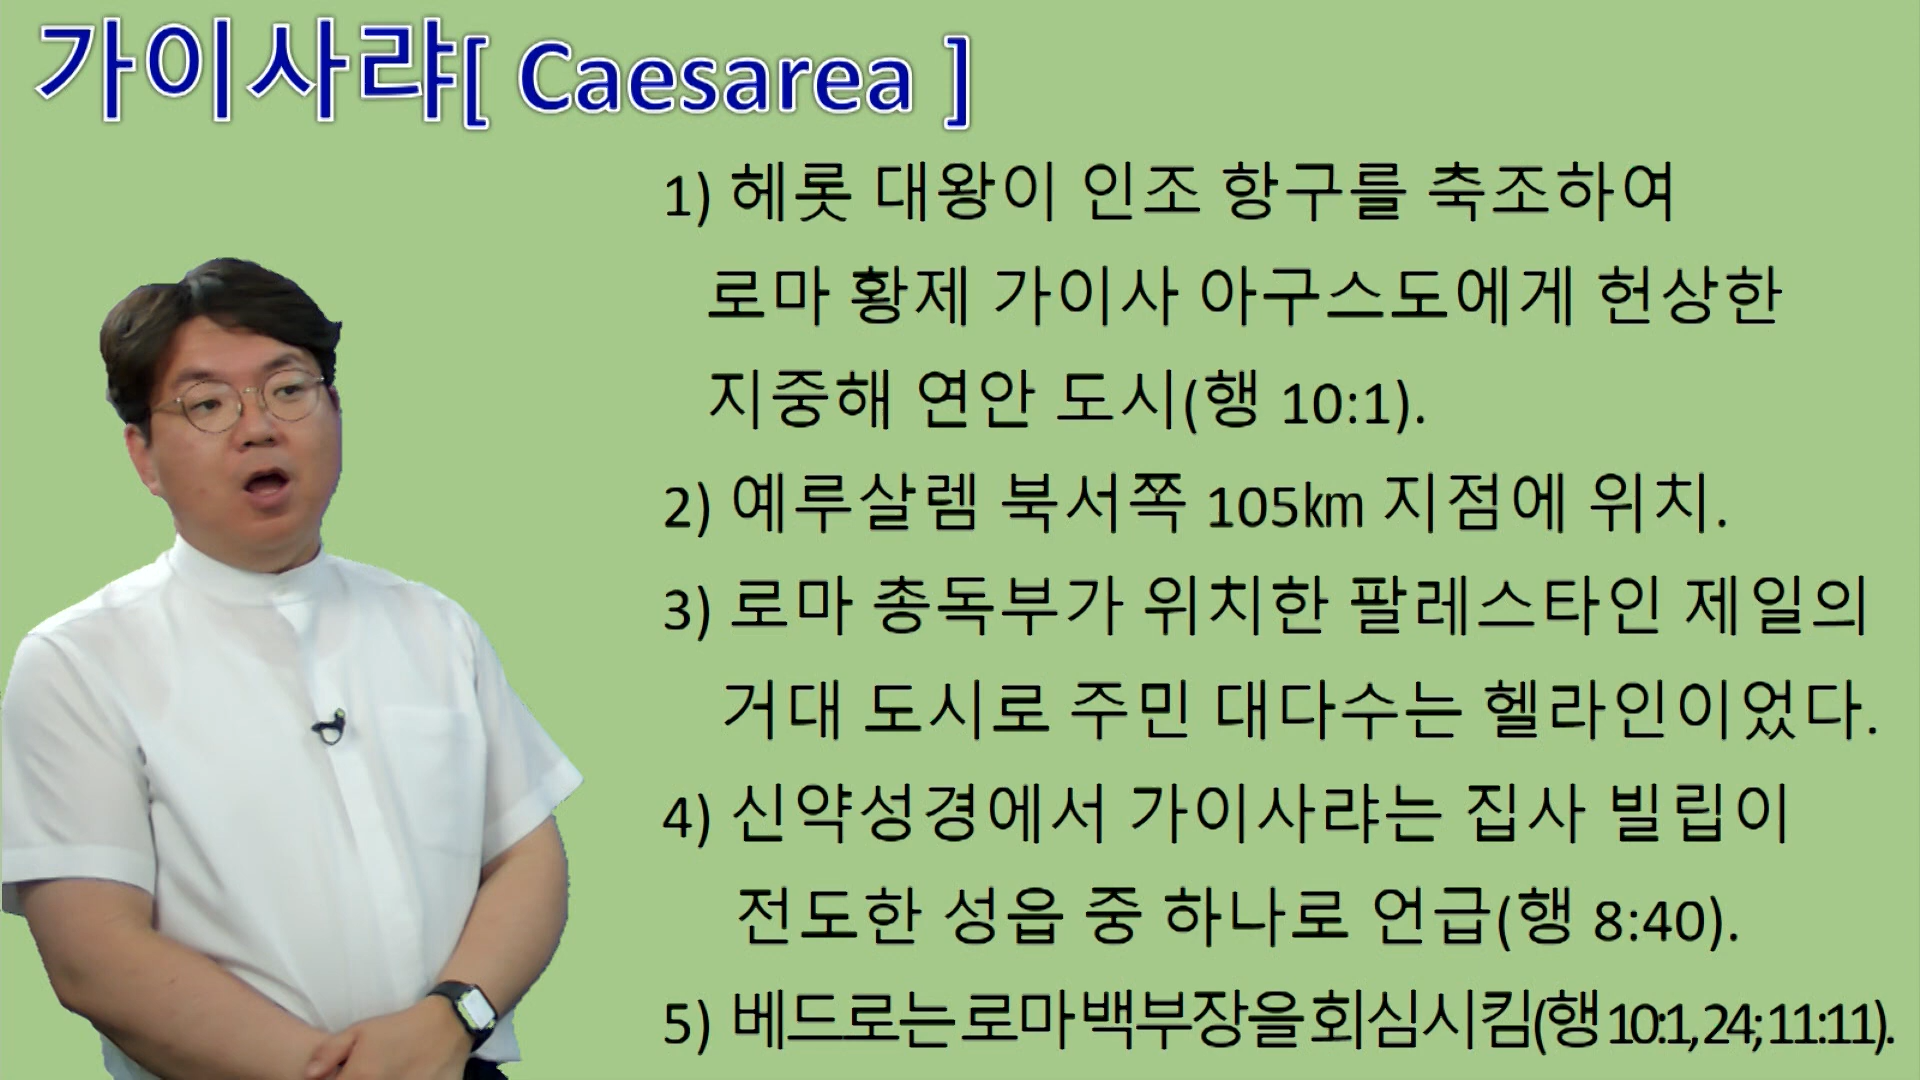 가이사랴[ Caesarea ]
1) 헤롯 대왕이 인조 항구를 축조하여
로마 황제 가이사 아구스도에게 헌상한
지중해 연안 도시(행 10:1).
2) 예루살렘 북서쪽 105㎞ 지점에 위치.
3) 로마 총독부가 위치한 팔레스타인 제일의
거대 도시로 주민 대다수는 헬라인이었다.
4) 신약성경에서 가이사랴는 집사 빌립이
전도한 성읍 중 하나로 언급(행 8:40).
5) 베드로는 로마 백부장을 회심시킴(행 10:1, 24; 11:11).